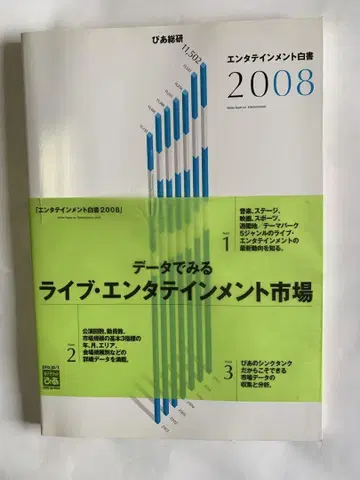 ぴあ総研
エンタテインメント白書
2008
11,502
『エンタテインメント白書2008』
音楽、ステージ、
映画、スポーツ、
遊園地／テーマパーク
5ジャンルのライブ・
エンタテインメントの
最新動向を知る。
1
データでみる
ライブ・エンタテインメント市場
2
公演回数、動員数、
市場規模の基本3指標の
年、月、エリア、
会場規模別などの
詳細データを満載。
3
ぴあのシンクタンク
だからこそできる
市場データの
収集と分析。
ぴあ